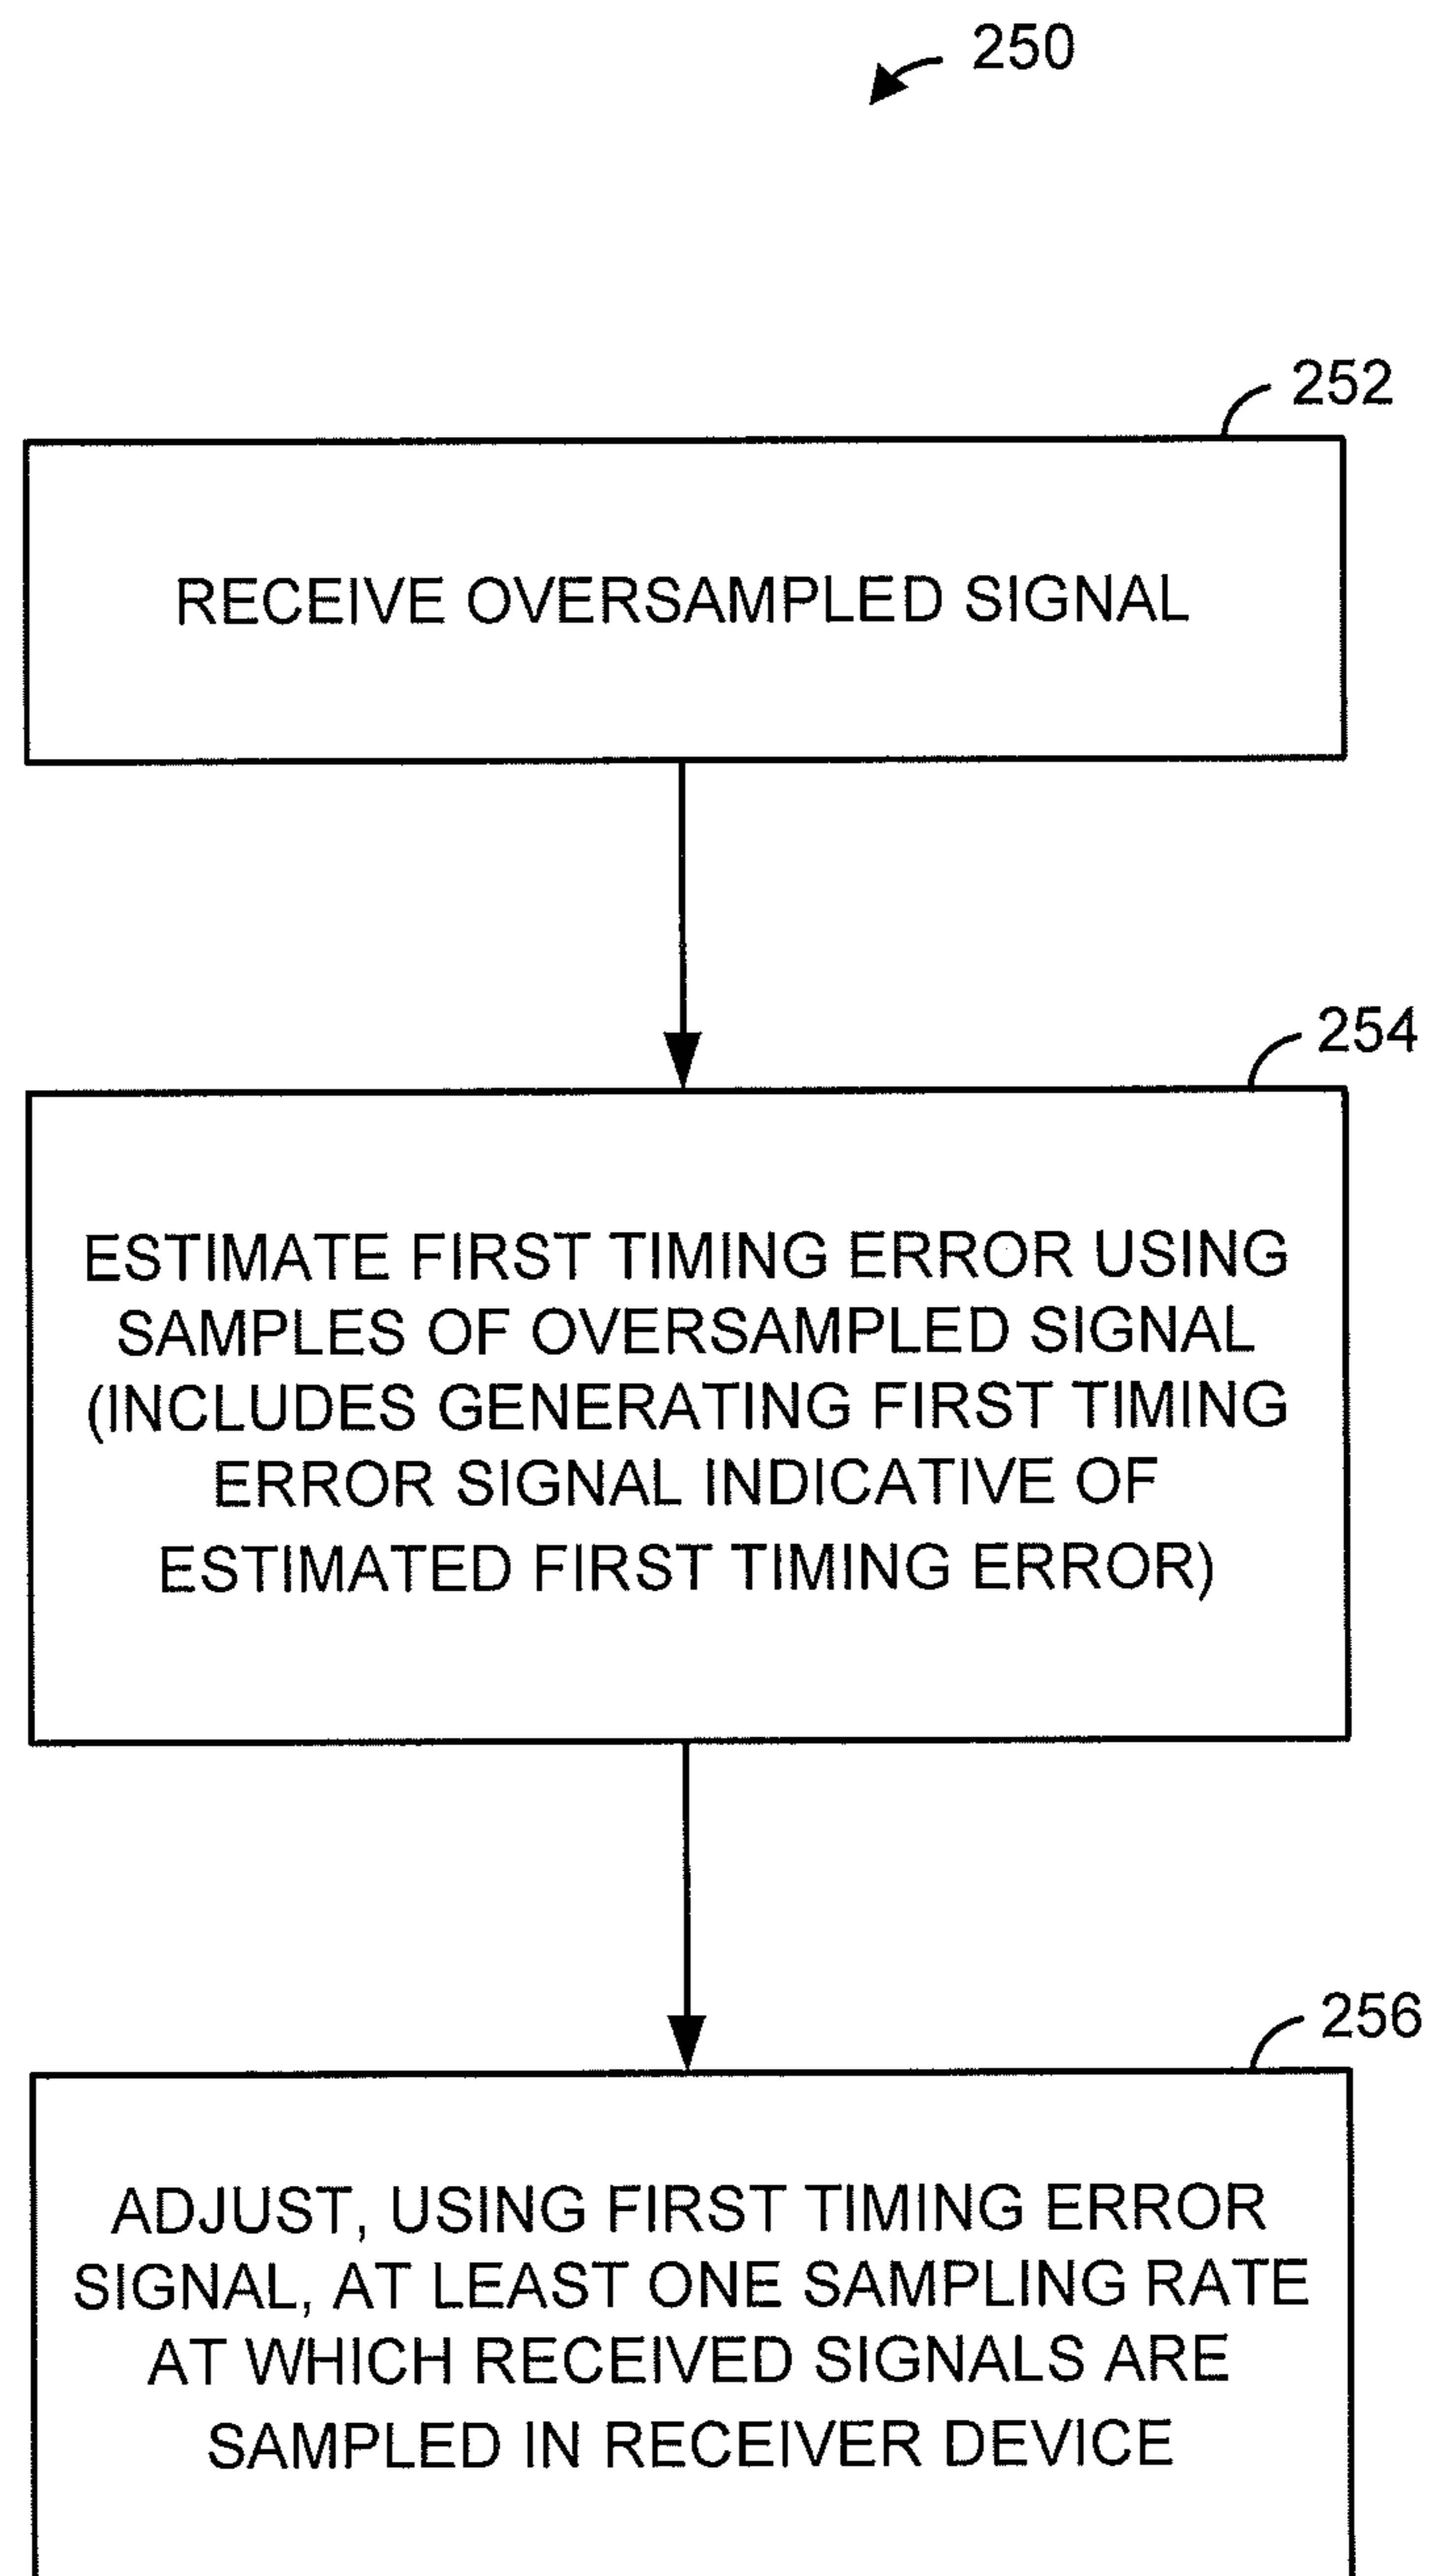 250
252
RECEIVE OVERSAMPLED SIGNAL
254
ESTIMATE FIRST TIMING ERROR USING
SAMPLES OF OVERSAMPLED SIGNAL
(INCLUDES GENERATING FIRST TIMING
ERROR SIGNAL INDICATIVE OF
ESTIMATED FIRST TIMING ERROR)
256
ADJUST, USING FIRST TIMING ERROR
SIGNAL, AT LEAST ONE SAMPLING RATE
AT WHICH RECEIVED SIGNALS ARE
SAMPLED IN RECEIVER DEVICE